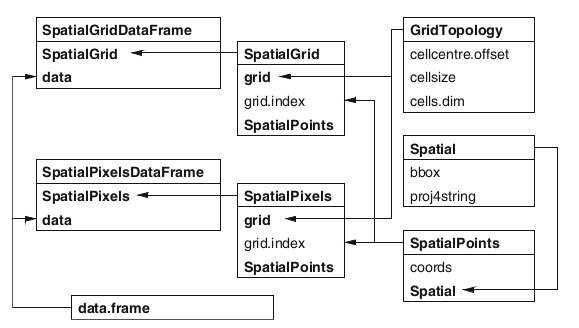 SpatialGridDataFrame
SpatialGrid
data
SpatialGrid
grid
grid.index
SpatialPoints
GridTopology
cellcentre.offset
cellsize
cells.dim
Spatial
bbox
proj4string
SpatialPixelsDataFrame
SpatialPixels
data
SpatialPixels
grid
grid.index
SpatialPoints
SpatialPoints
coords
Spatial
data.frame